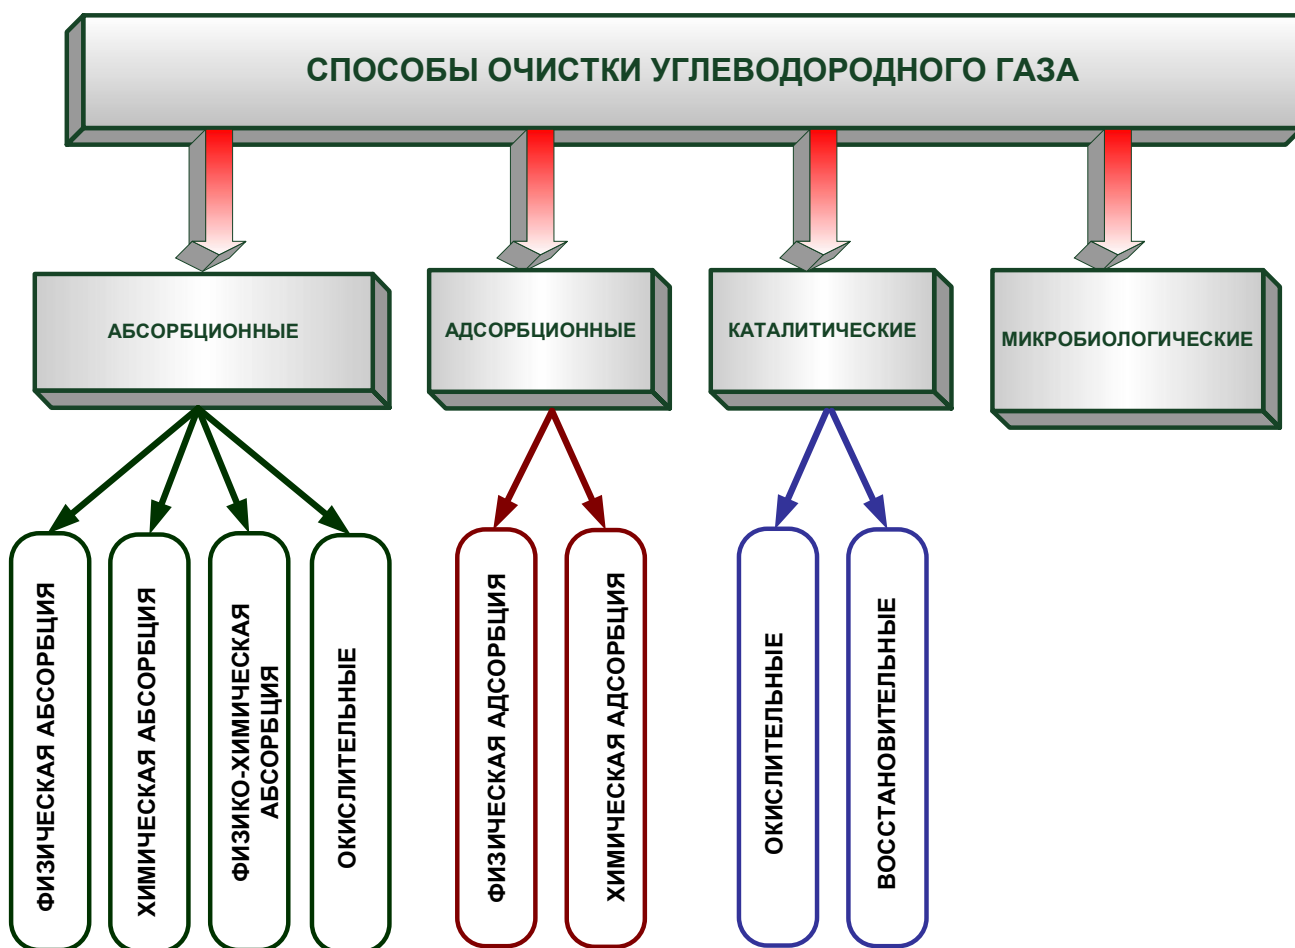 СПОСОБЫ ОЧИСТКИ УГЛЕВОДОРОДНОГО ГАЗА
АБСОРБЦИОННЫЕ
АДСОРБЦИОННЫЕ
КАТАЛИТИЧЕСКИЕ
МИКРОБИОЛОГИЧЕСКИЕ
ФИЗИЧЕСКАЯ АБСОРБЦИЯ
ХИМИЧЕСКАЯ АБСОРБЦИЯ
ФИЗИКО-ХИМИЧЕСКАЯ
АБСОРБЦИЯ
ОКИСЛИТЕЛЬНЫЕ
ФИЗИЧЕСКАЯ АДСОРБЦИЯ
ХИМИЧЕСКАЯ АДСОРБЦИЯ
ОКИСЛИТЕЛЬНЫЕ
ВОССТАНОВИТЕЛЬНЫЕ